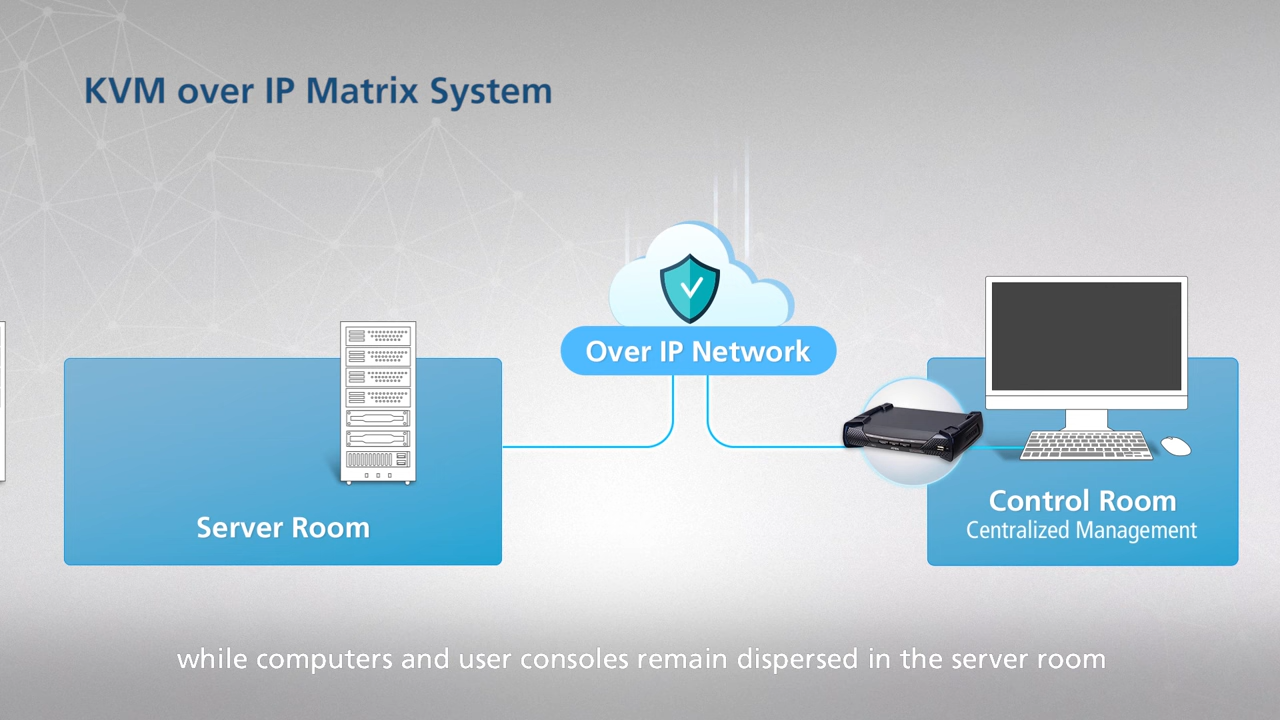 KVM over IP Matrix System
Over IP Network
Server Room
Control Room
Centralized Management
while computers and user consoles remain dispersed in the server room